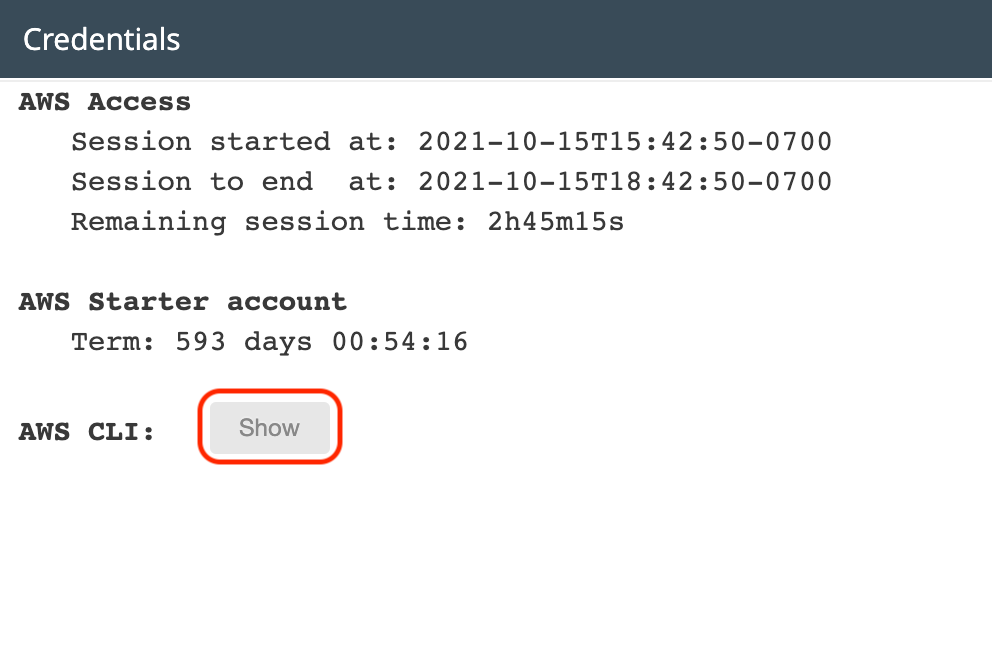 Credentials
AWS Access
Session started at: 2021-10-15T15:42:50-0700
Session to end  at: 2021-10-15T18:42:50-0700
Remaining session time: 2h45m15s
AWS Starter account
Term: 593 days 00:54:16
AWS CLI: Show